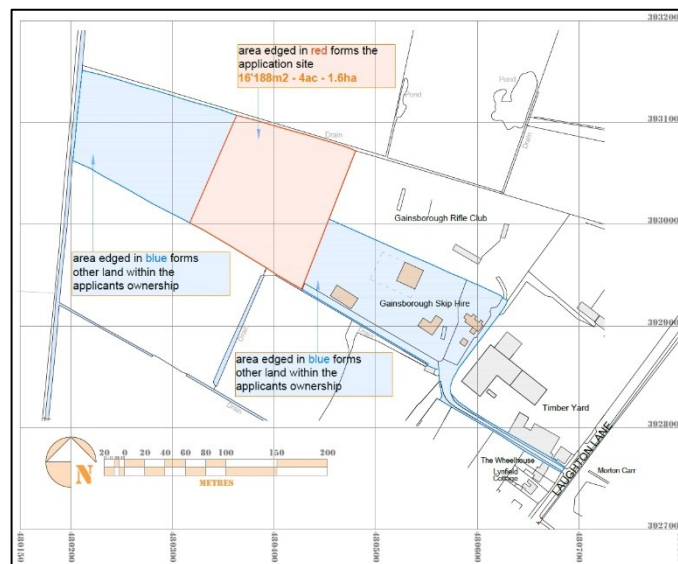 393200
area edged in red forms the
application site
16'188m2 - 4ac - 1.6ha
Pond
Pond
393100
Drain
Drain
Gainsborough Rifle Club
393000
area edged in blue forms
other land within the
applicants ownership
Gainsborough Skip Hire
392900
Drain
area edged in blue forms
other land within the
applicants ownership
Drain
Timber Yard
392800
N
20 0 20 40 60 80 100 150 200
METRES
The Wheelhouse
Lynfield
Cottage
LAUGHTON LANE
Morton Carr
392700
480150
480200
480300
480400
480500
480600
480700